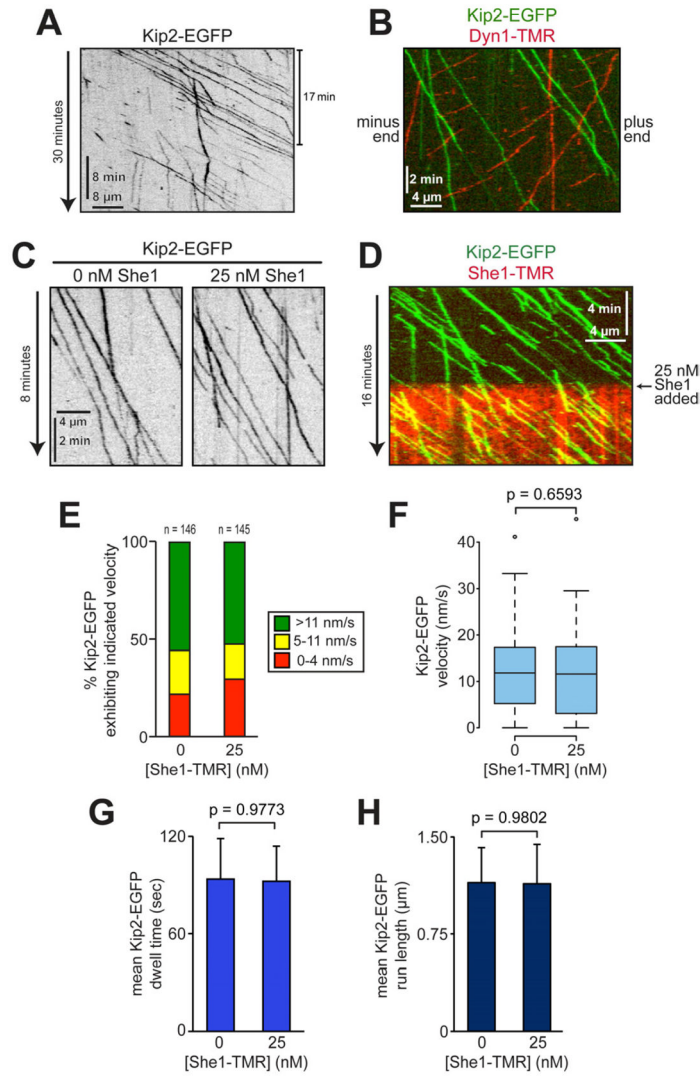 A
Kip2-EGFP
30 minutes
8 min
8 µm
17 min
B
Kip2-EGFP
Dyn1-TMR
minus
end
plus
end
2 min
4 µm
C
Kip2-EGFP
0 nM She1
25 nM She1
8 minutes
4 µm
2 min
D
Kip2-EGFP
She1-TMR
16 minutes
4 min
4 µm
25 nM
She1
added
E
n = 146
n = 145
% Kip2-EGFP
exhibiting indicated velocity
100
50
0
0
25
[She1-TMR] (nM)
>11 nm/s
5-11 nm/s
0-4 nm/s
F
p = 0.6593
Kip2-EGFP
velocity (nm/s)
40
30
20
10
0
0
25
[She1-TMR] (nM)
G
p = 0.9773
mean Kip2-EGFP
dwell time (sec)
120
60
0
0
25
[She1-TMR] (nM)
H
p = 0.9802
mean Kip2-EGFP
run length (µm)
1.50
0.75
0
0
25
[She1-TMR] (nM)